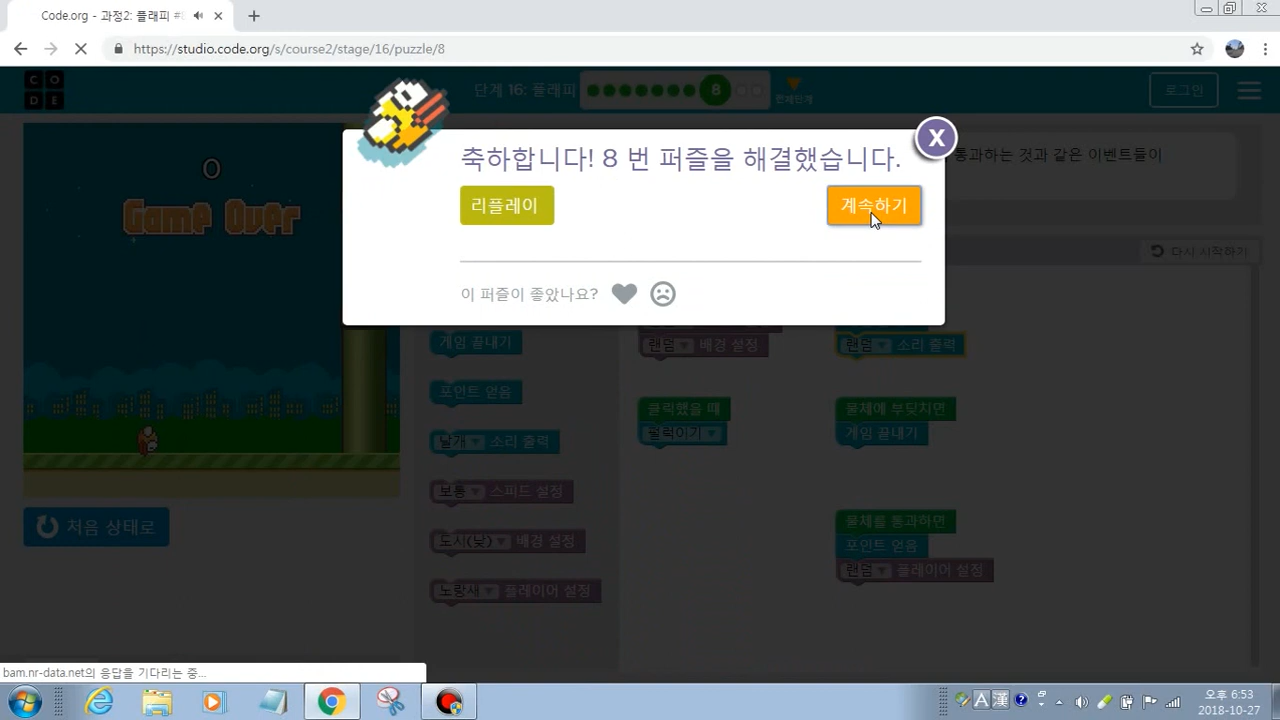 Code.org - 과정2: 플래피 #
https://studio.code.org/s/course2/stage/16/puzzle/8
C O
D E
단계 16: 플래피
8
로그인
축하합니다! 8 번 퍼즐을 해결했습니다.
X
통과하는 것과 같은 이벤트들이
0
Game Over
리플레이
계속하기
다시 시작하기
이 퍼즐이 좋았나요?
게임 끝내기
랜덤 배경 설정
랜덤 소리 출력
포인트 얻음
클릭했을 때
펄럭이기
물체에 부딪치면
게임 끝내기
날개 소리 출력
보통 스피드 설정
물체를 통과하면
포인트 얻음
랜덤 플레이어 설정
처음 상태로
도시(낮) 배경 설정
노랑새 플레이어 설정
bam.nr-data.net의 응답을 기다리는 중...
A 漢
오후 6:53
2018-10-27